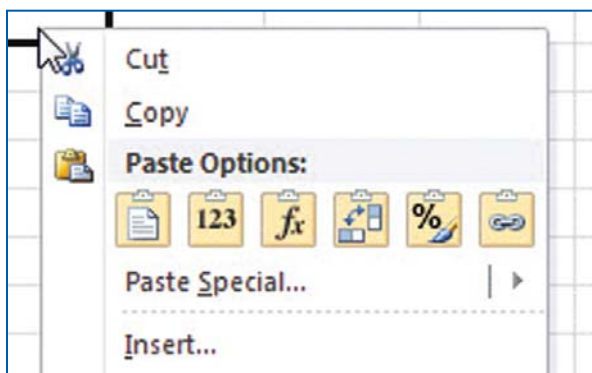 Cut
Copy
Paste Options:
123 fx %
Paste Special...
Insert...